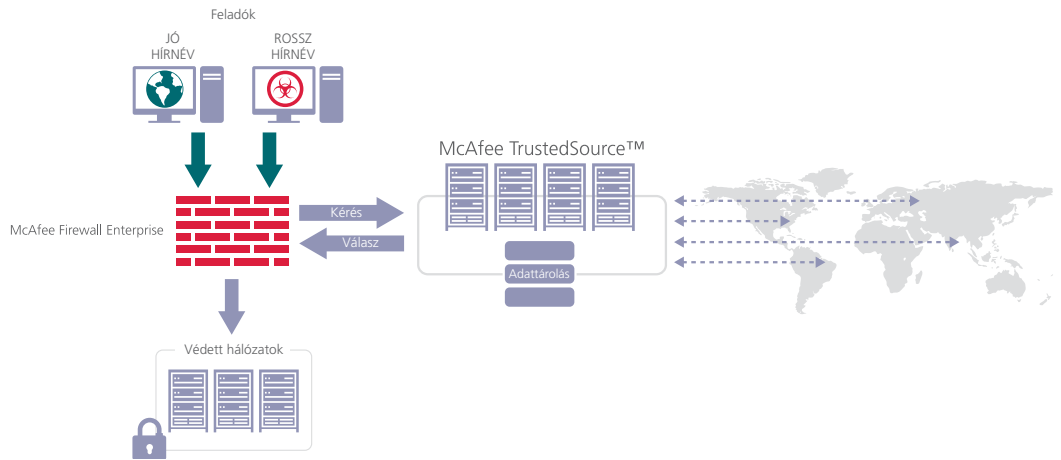 Feladók
JÓ
HÍRNÉV
ROSSZ
HÍRNÉV
McAfee TrustedSource™
McAfee Firewall Enterprise
Kérés
Válasz
Adattárolás
Védett hálózatok